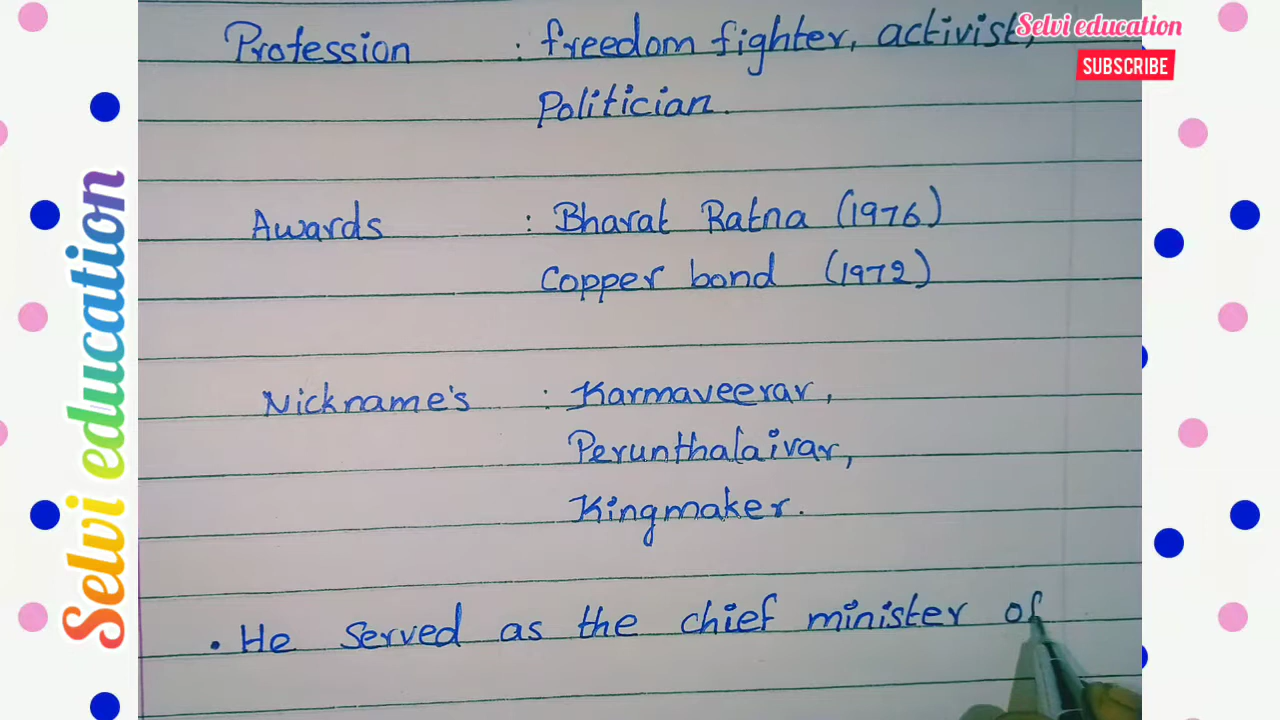 Selvi education
SUBSCRIBE
Selvi education
Profession : freedom fighter, activist,
Politician.
Awards : Bharat Ratna (1976)
Copper bond (1972)
Nickname's : Karmaveerar,
Perunthalaivar,
Kingmaker.
• He Served as the chief minister of